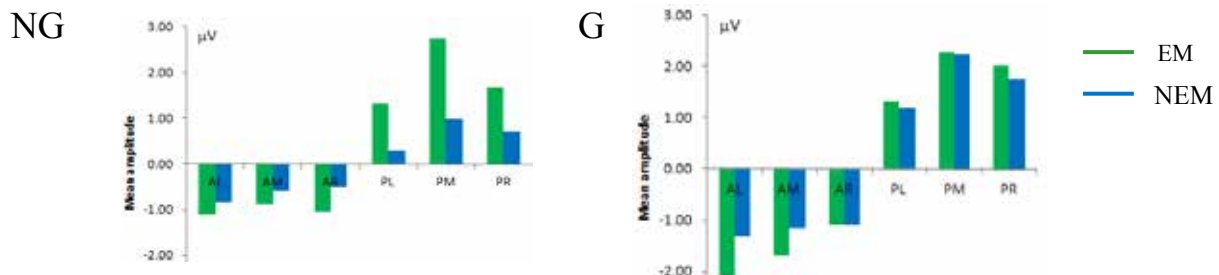 NG
µV
3.00
2.00
1.00
0.00
-1.00
-2.00
Mean amplitude
AL
AM
AR
PL
PM
PR
G
µV
3.00
2.00
1.00
0.00
-1.00
-2.00
Mean amplitude
AL
AM
AR
PL
PM
PR
EM
NEM